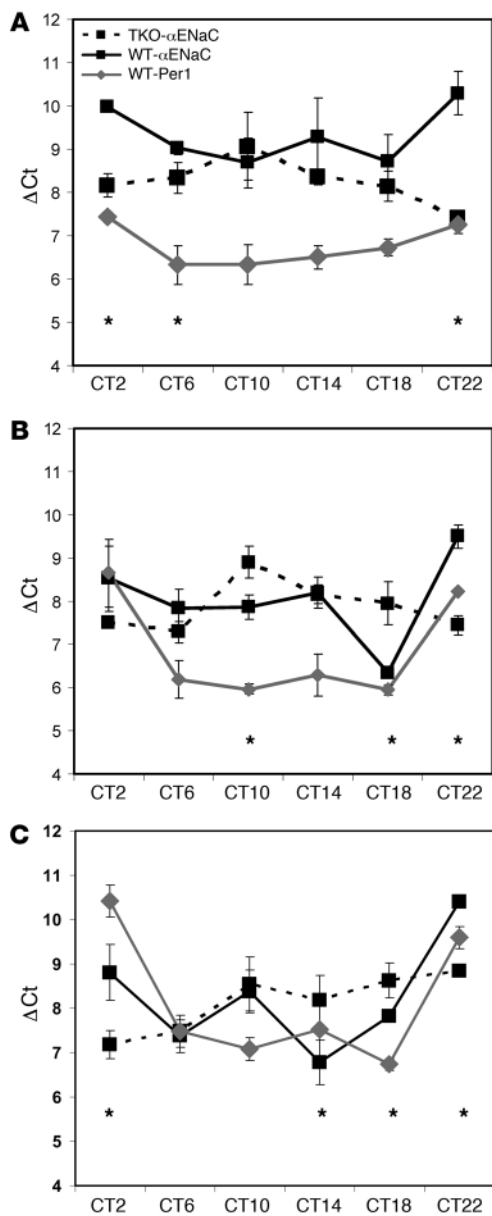 A
12
TKO-αENaC
WT-αENaC
WT-Per1
11
10
9
8
7
6
5
4
ΔCt
* * *
CT2 CT6 CT10 CT14 CT18 CT22
B
12
11
10
9
8
7
6
5
4
ΔCt
* * *
CT2 CT6 CT10 CT14 CT18 CT22
C
12
11
10
9
8
7
6
5
4
ΔCt
* * * *
CT2 CT6 CT10 CT14 CT18 CT22